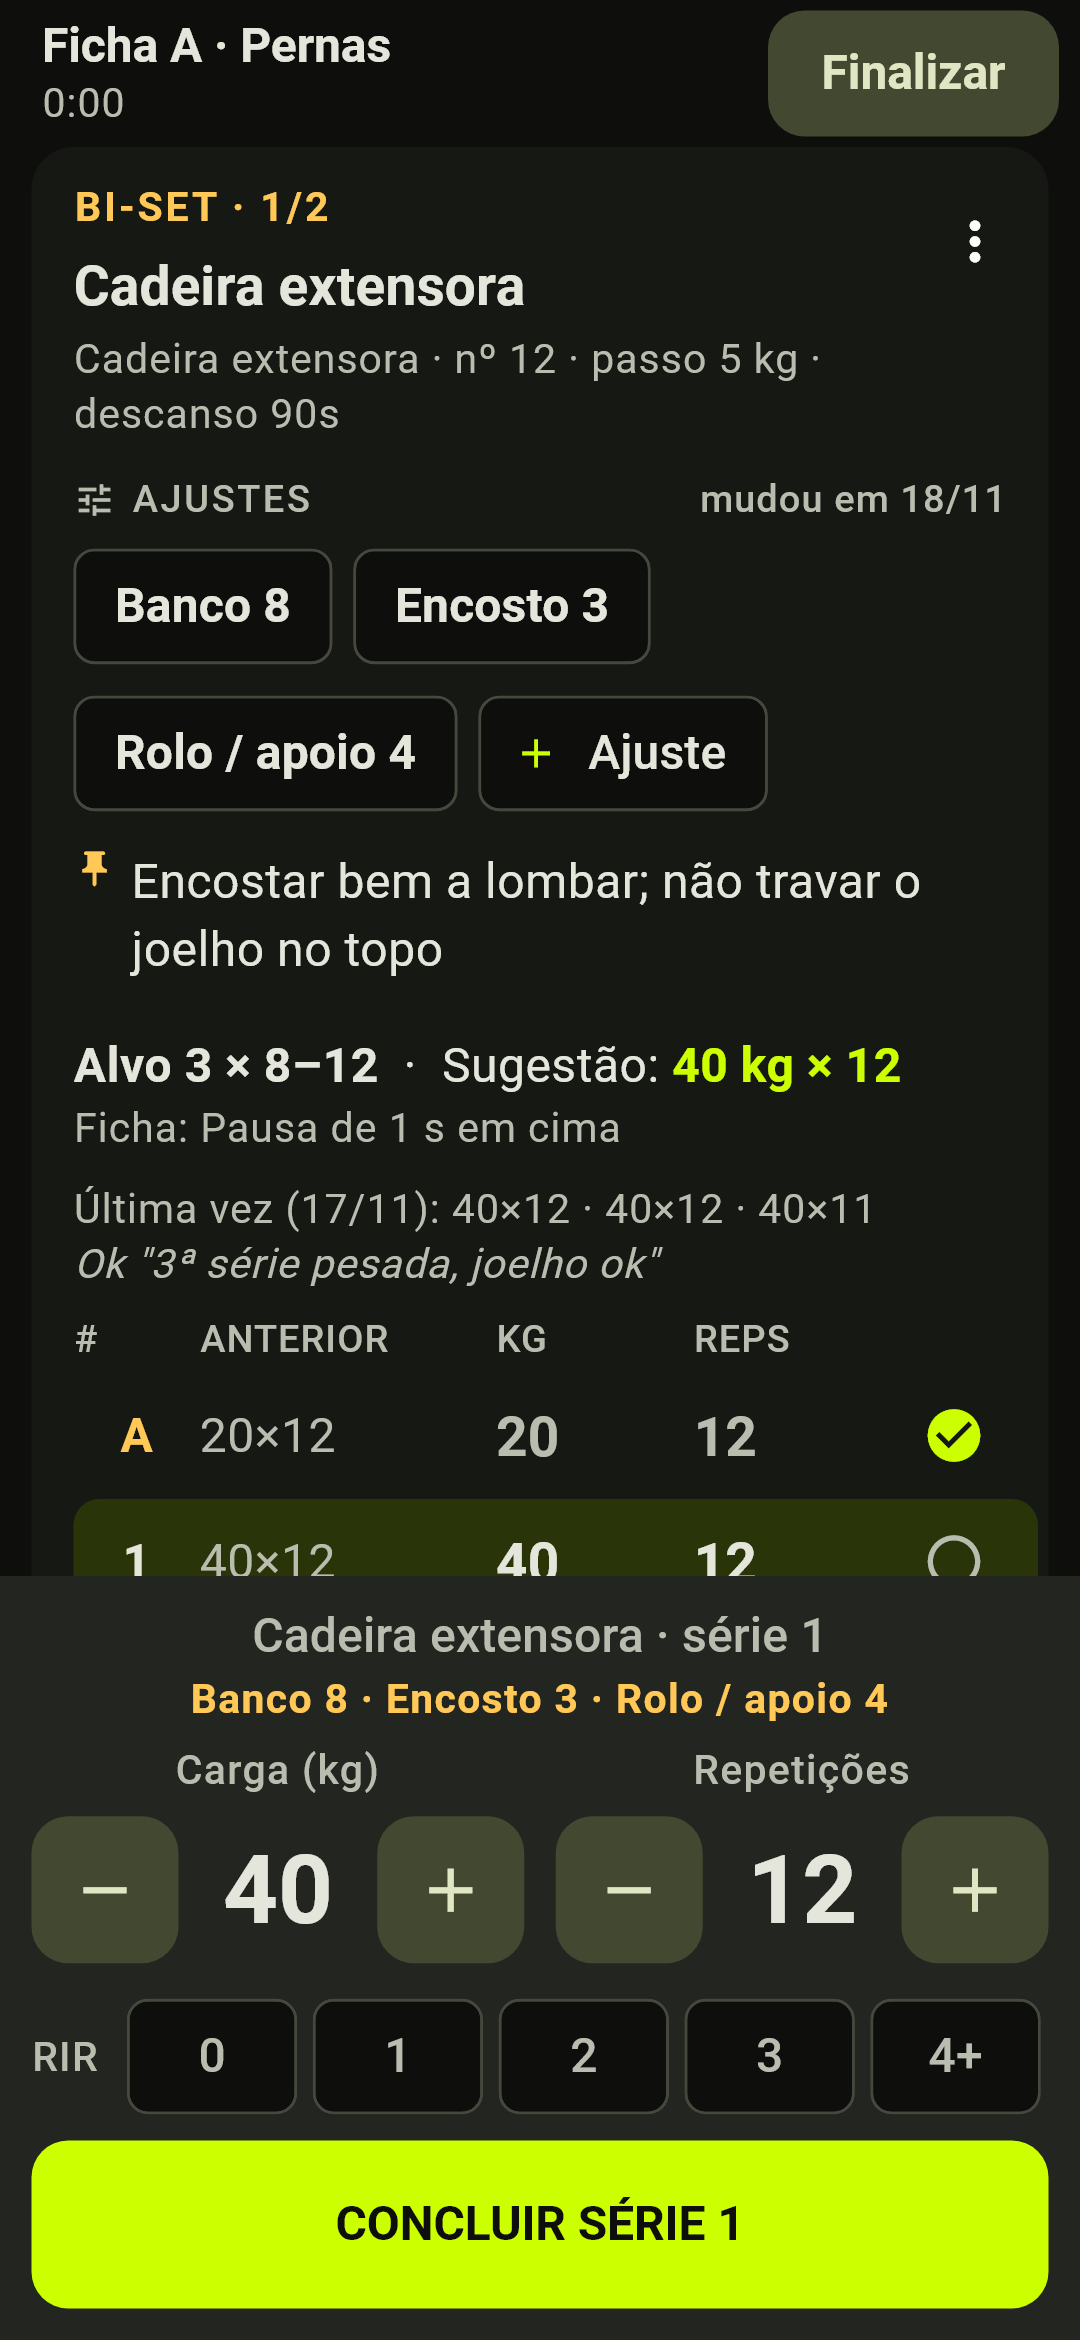 Ficha A · Pernas
0:00
Finalizar
BI-SET · 1/2
Cadeira extensora
Cadeira extensora · nº 12 · passo 5 kg ·
descanso 90s
AJUSTES
mudou em 18/11
Banco 8
Encosto 3
Rolo / apoio 4
+ Ajuste
Encostar bem a lombar; não travar o
joelho no topo
Alvo 3 × 8–12 · Sugestão: 40 kg × 12
Ficha: Pausa de 1 s em cima
Última vez (17/11): 40×12 · 40×12 · 40×11
Ok "3ª série pesada, joelho ok"
# ANTERIOR KG REPS
A 20×12 20 12
1 40×12 40 12
Cadeira extensora · série 1
Banco 8 · Encosto 3 · Rolo / apoio 4
Carga (kg)
Repetições
− 40 + − 12 +
RIR 0 1 2 3 4+
CONCLUIR SÉRIE 1